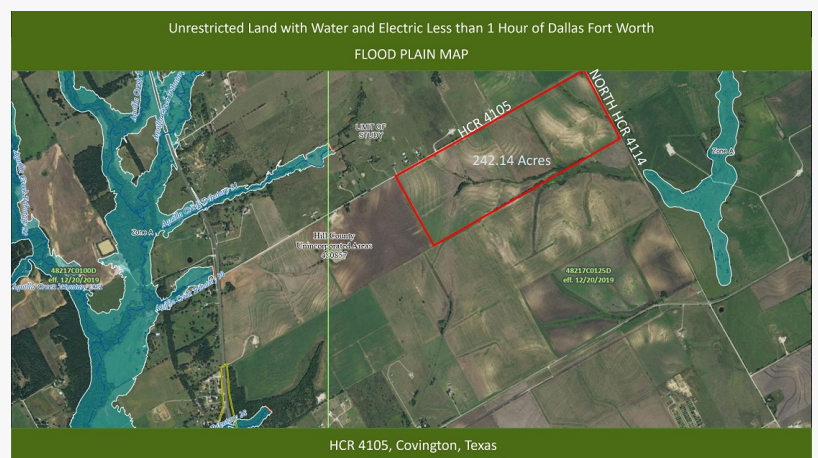 Unrestricted Land with Water and Electric Less than 1 Hour of Dallas Fort Worth
FLOOD PLAIN MAP
HCR 4105
NORTH HCR 4114
LIMIT OF
STUDY
242.14 Acres
Zone A
Zone A
Hill County
Unincorporated Areas
48217C0100D
eff. 12/20/2019
48217C0125D
eff. 12/20/2019
Aquilla Creek
HCR 4105, Covington, Texas